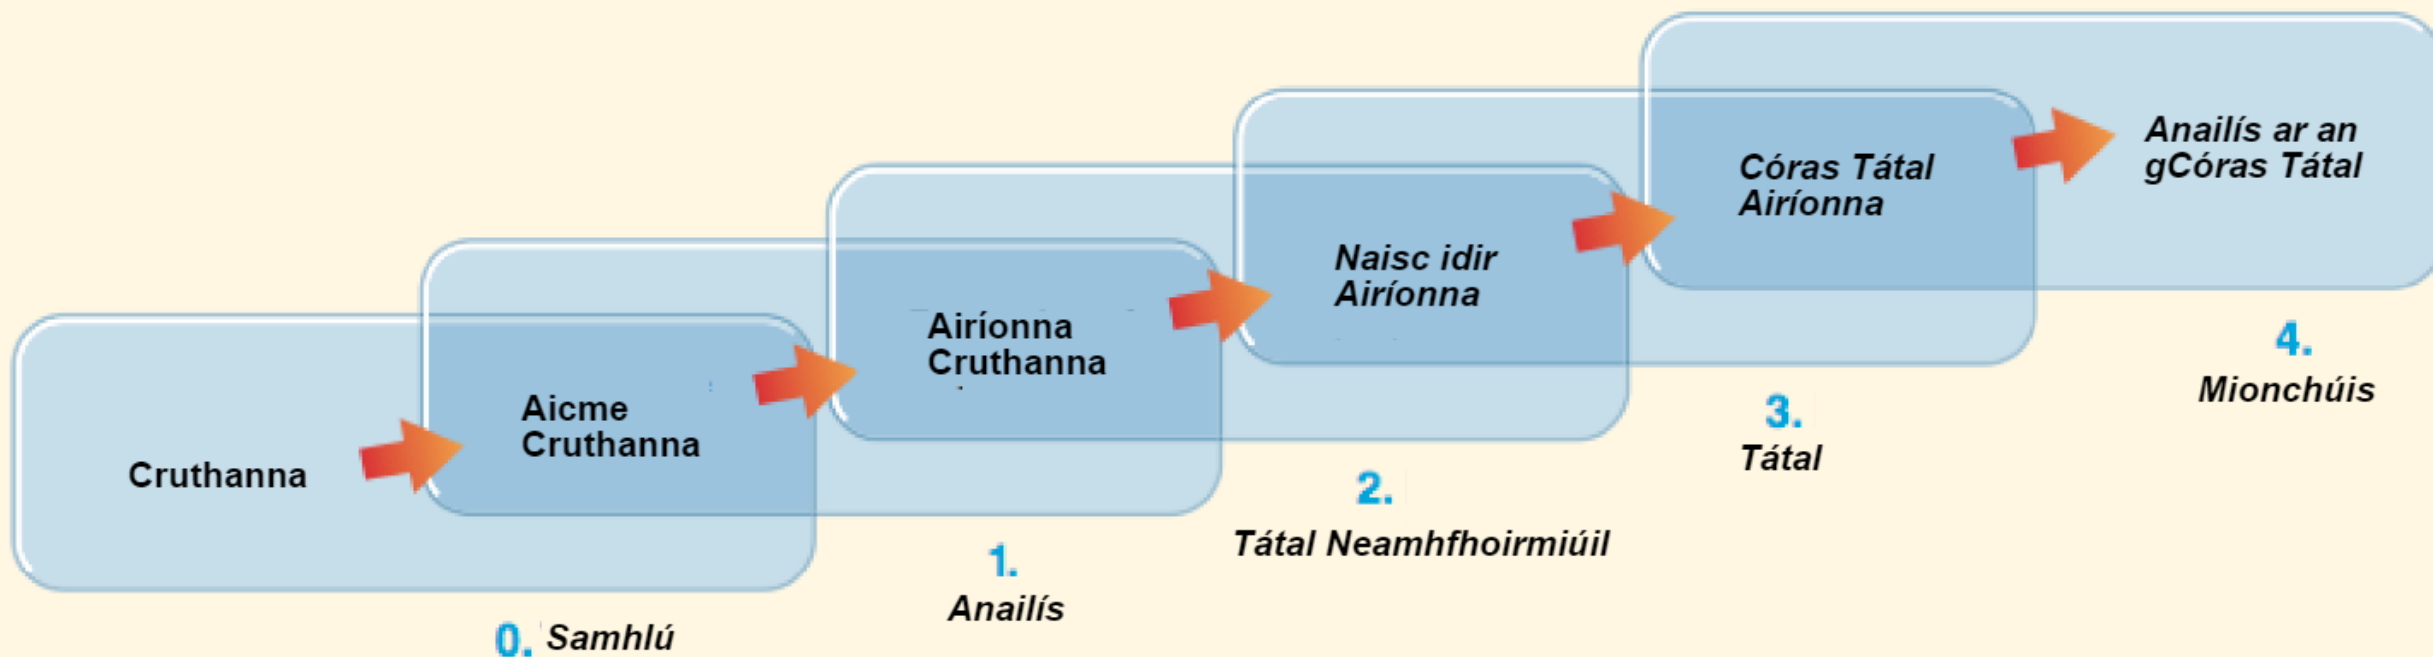 Cruthanna
Aicme
Cruthanna
Airíonna
Cruthanna
Naisc idir
Airíonna
Córas Tátal
Airíonna
Anailís ar an
gCóras Tátal
0. Samhlú
1.
Anailís
2.
Tátal Neamhfhoirmiúil
3.
Tátal
4.
Mionchúis